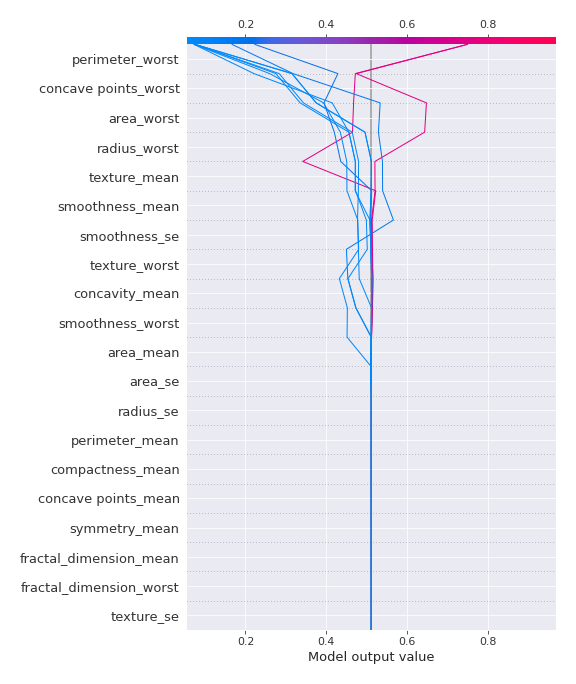 0.2 0.4 0.6 0.8
perimeter_worst
concave points_worst
area_worst
radius_worst
texture_mean
smoothness_mean
smoothness_se
texture_worst
concavity_mean
smoothness_worst
area_mean
area_se
radius_se
perimeter_mean
compactness_mean
concave points_mean
symmetry_mean
fractal_dimension_mean
fractal_dimension_worst
texture_se
0.2 0.4 0.6 0.8
Model output value